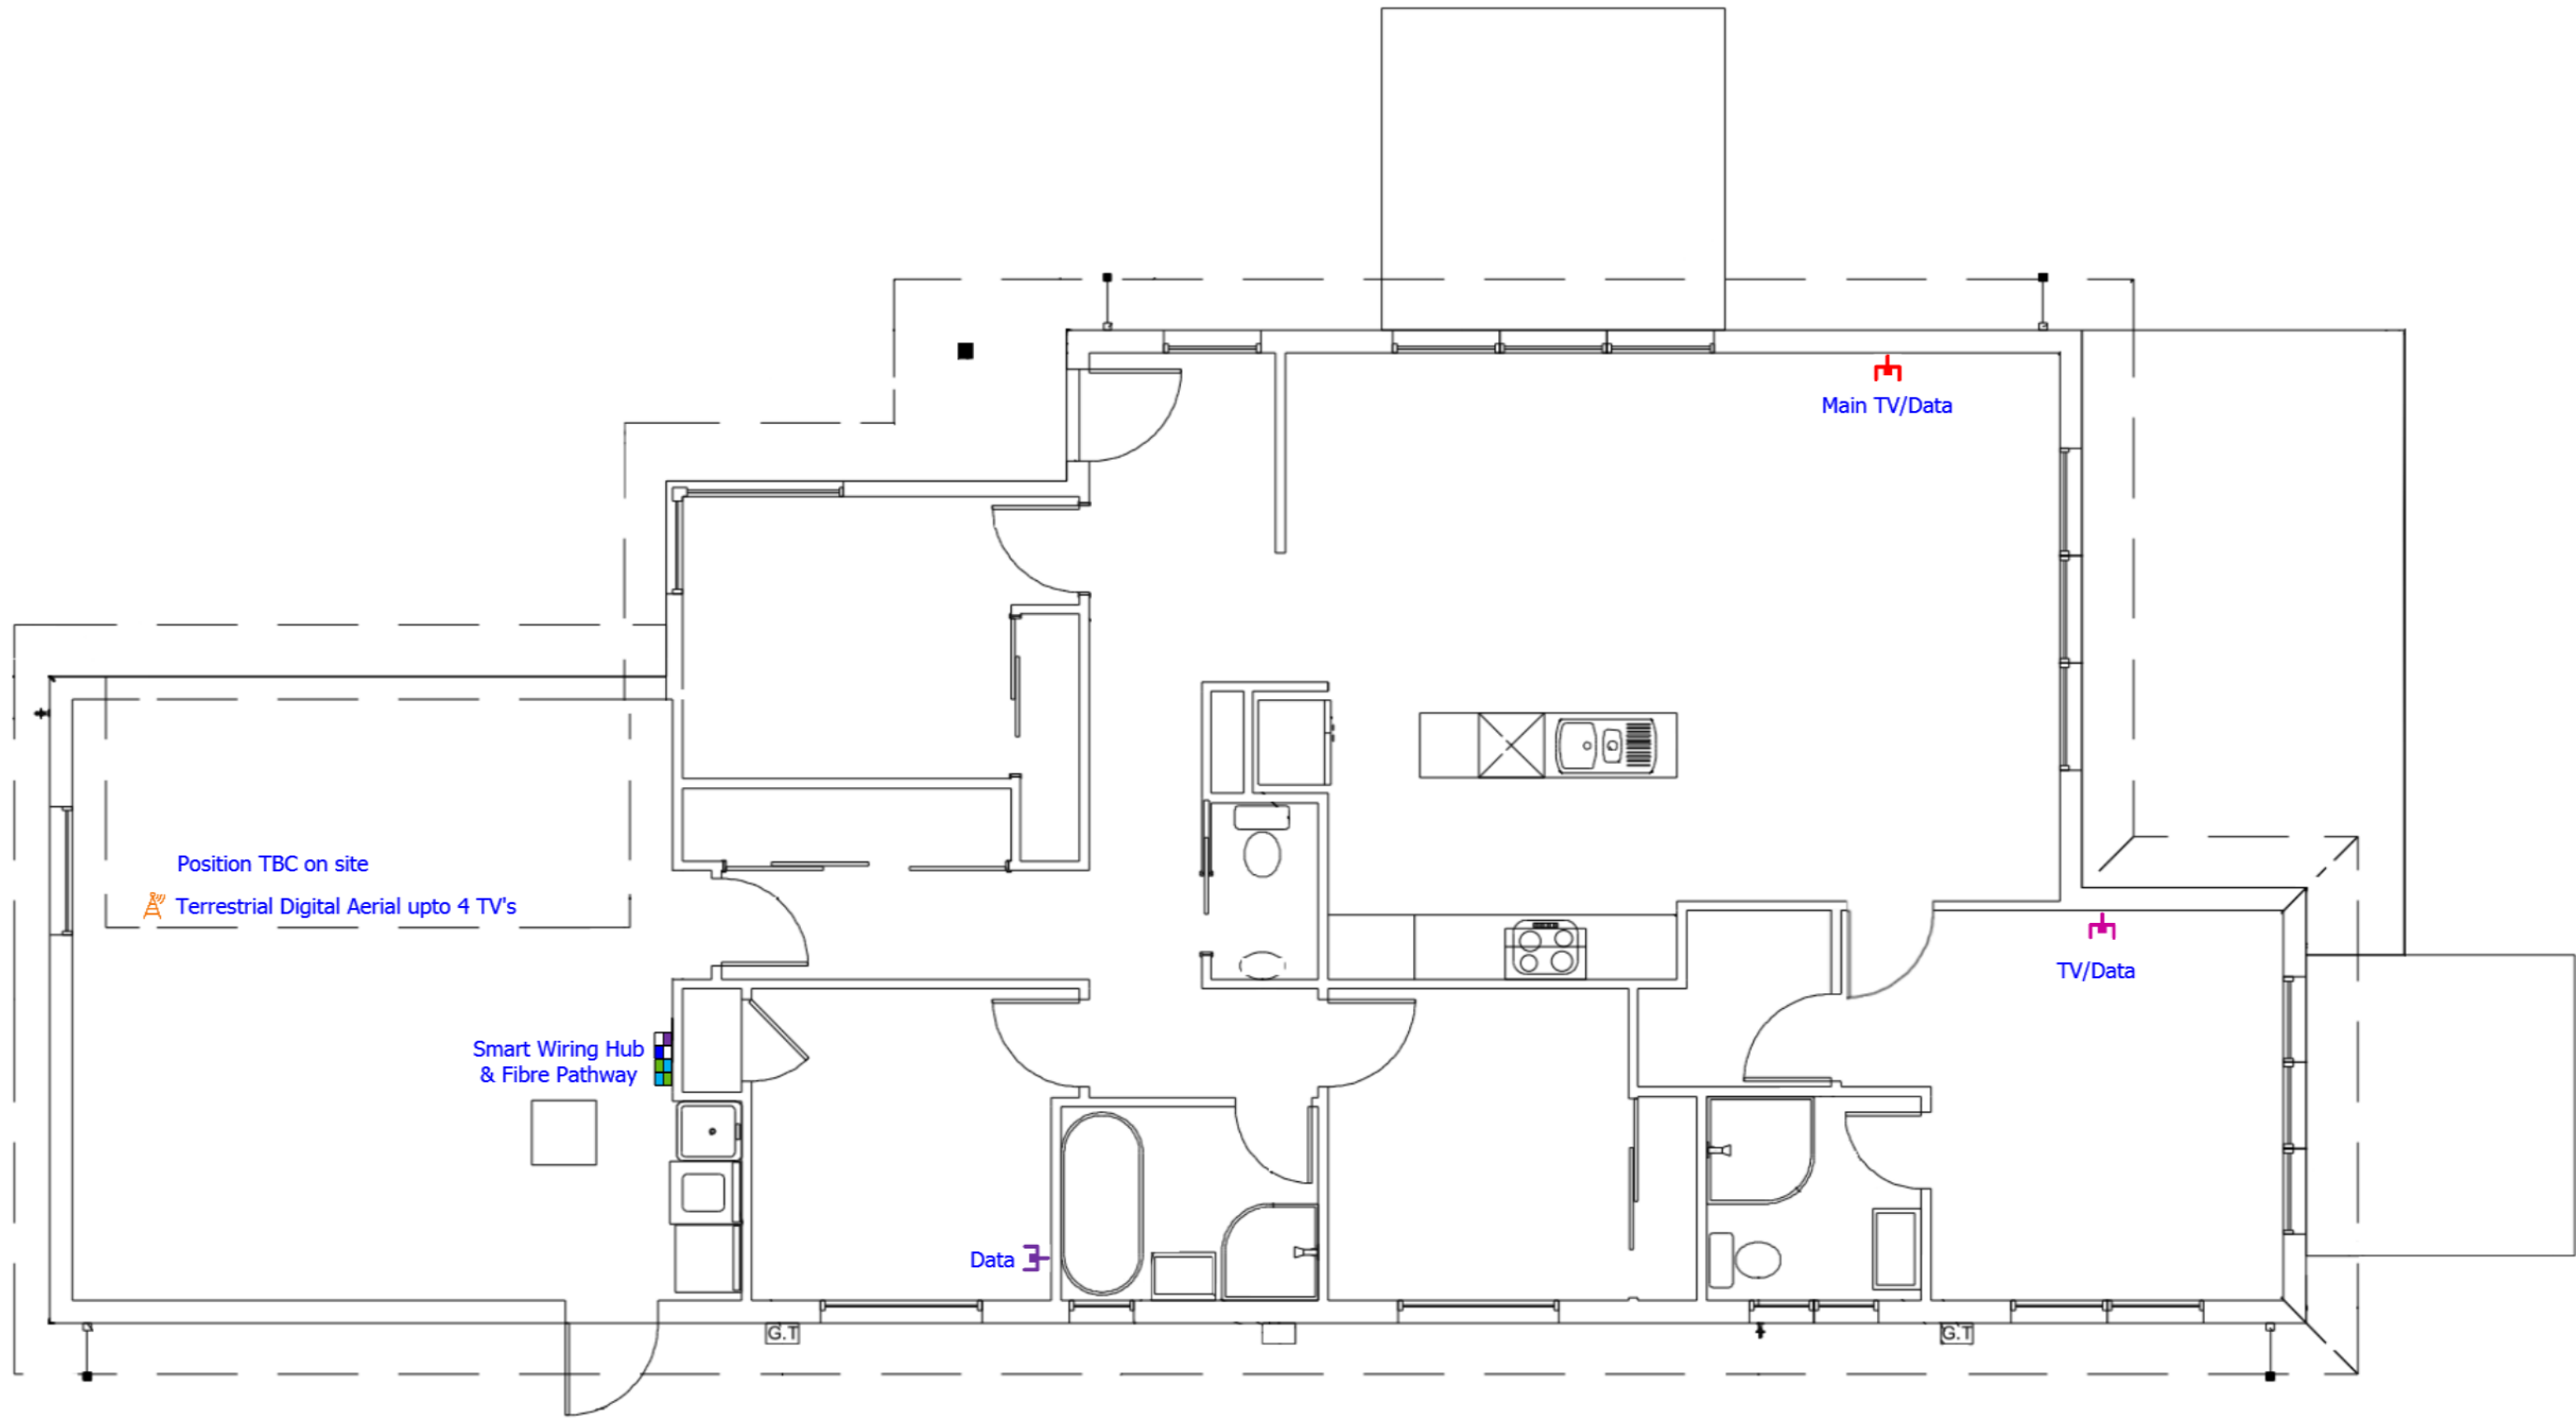 Main TV/Data
Position TBC on site
Terrestrial Digital Aerial upto 4 TV's
TV/Data
Smart Wiring Hub
& Fibre Pathway
Data
G.T
G.T